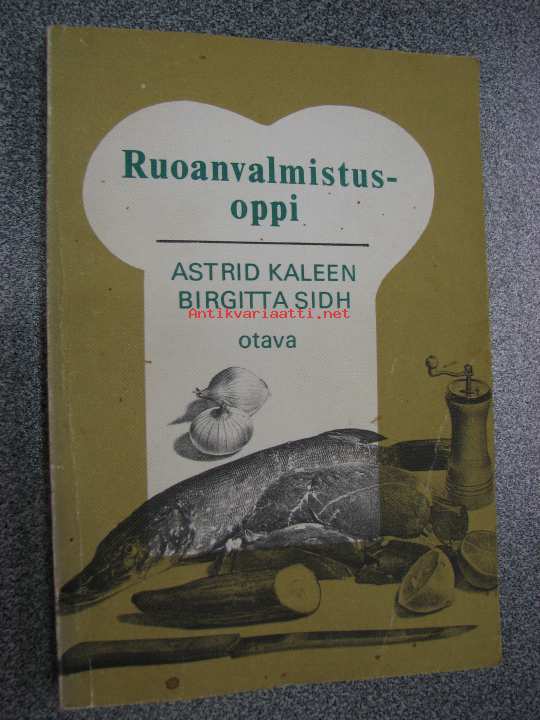 Ruoanvalmistus-
oppi
ASTRID KALEEN
BIRGITTA SIDH
Antikvariaatti.net
otava